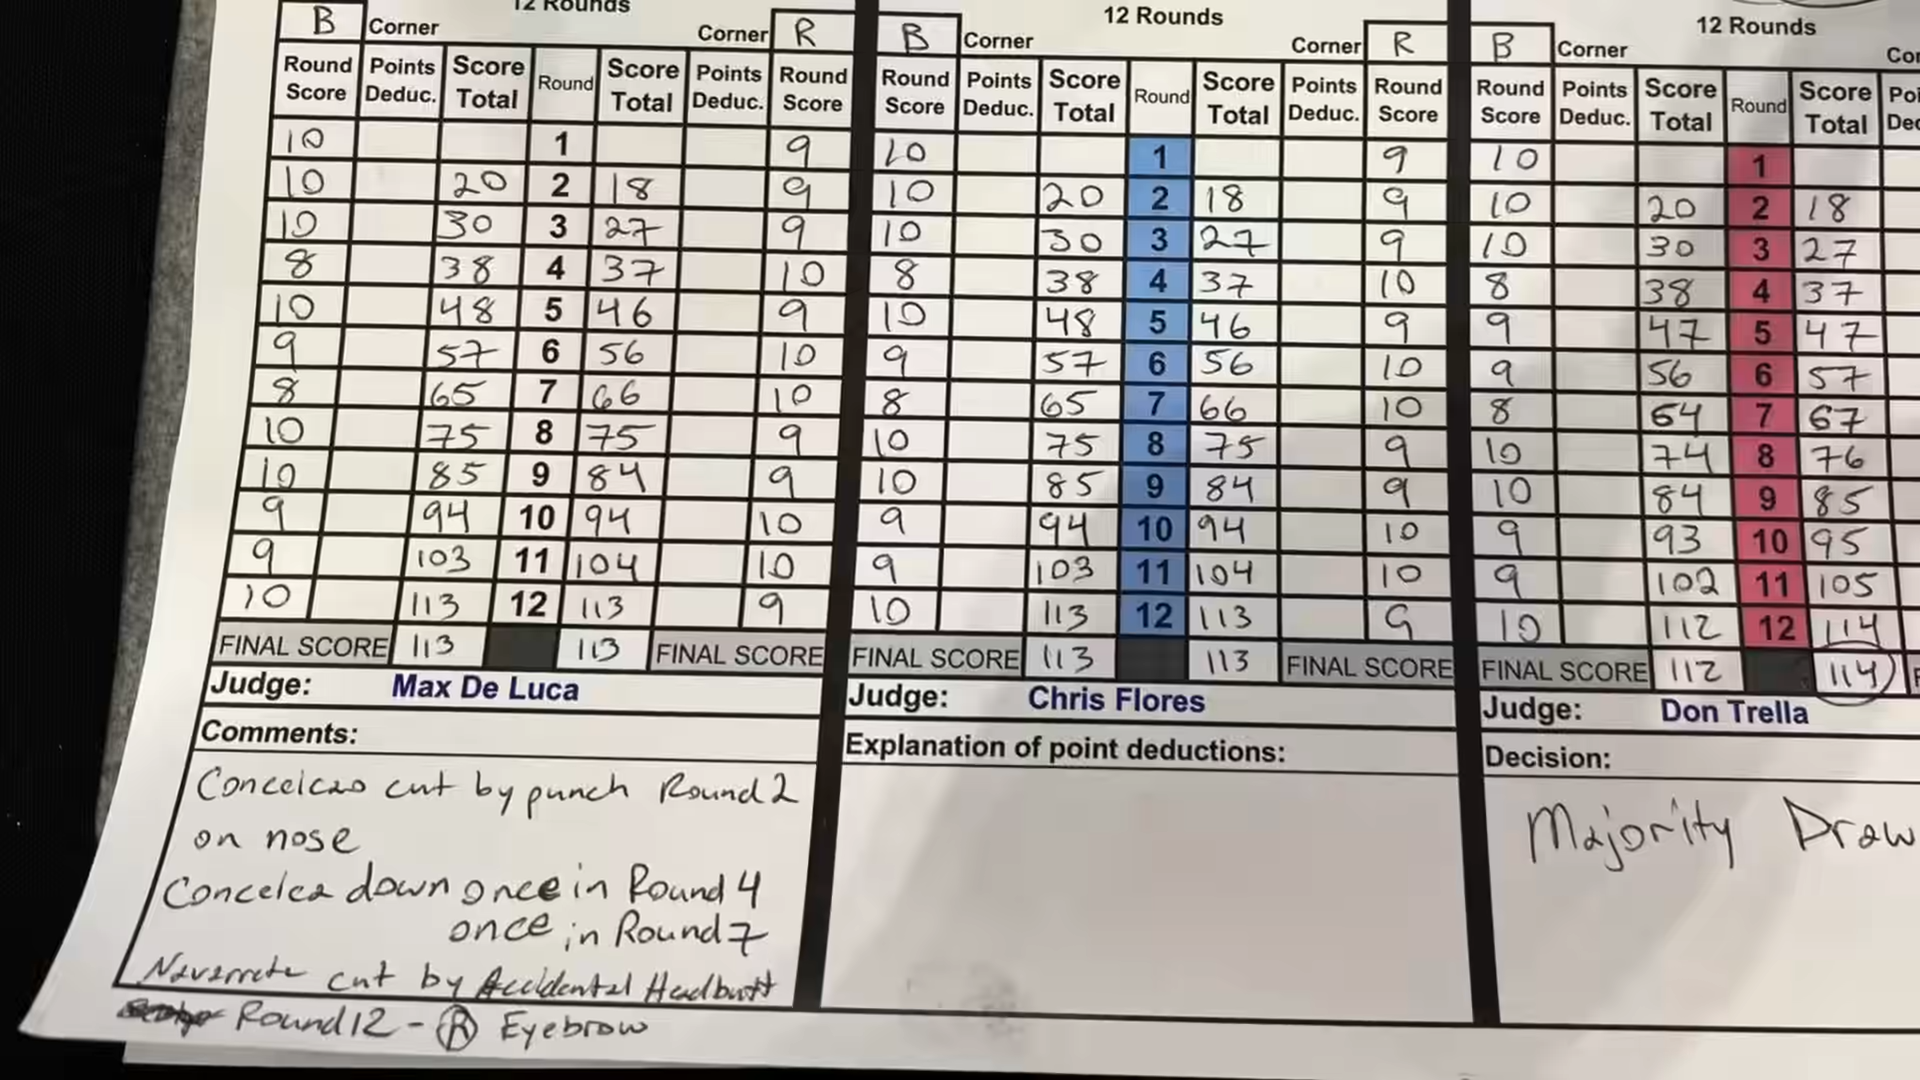 12 Rounds 12 Rounds 12 Rounds
B Corner Corner R B Corner Corner R B Corner
Round Score Points Deduc. Score Total Round Score Total Points Deduc. Round Score Round Score Points Deduc. Score Total Round Score Total Points Deduc. Round Score Round Score Points Deduc. Score Total Round Score Total
10 1 9 10 1 9 10 1
10 20 2 18 9 10 20 2 18 9 10 20 2 18
10 30 3 27 9 10 30 3 27 9 10 30 3 27
8 38 4 37 10 8 38 4 37 10 8 38 4 37
10 48 5 46 9 10 48 5 46 9 9 47 5 47
9 57 6 56 10 9 57 6 56 10 9 56 6 57
8 65 7 66 10 8 65 7 66 10 8 64 7 67
10 75 8 75 9 10 75 8 75 9 10 74 8 76
10 85 9 84 9 10 85 9 84 9 10 84 9 85
9 94 10 94 10 9 94 10 94 10 9 93 10 95
9 103 11 104 10 9 103 11 104 10 9 102 11 105
10 113 12 113 9 10 113 12 113 9 10 112 12 114
FINAL SCORE 113 113 FINAL SCORE FINAL SCORE 113 113 FINAL SCORE FINAL SCORE 112 114
Judge: Max De Luca Judge: Chris Flores Judge: Don Trella
Comments: Explanation of point deductions: Decision:
cut by punch Round 2
on nose
down once in Round 4
once in Round 7
Navarrete cut by Accidental Headbutt
Round 12 - R Eyebrow
Majority Draw